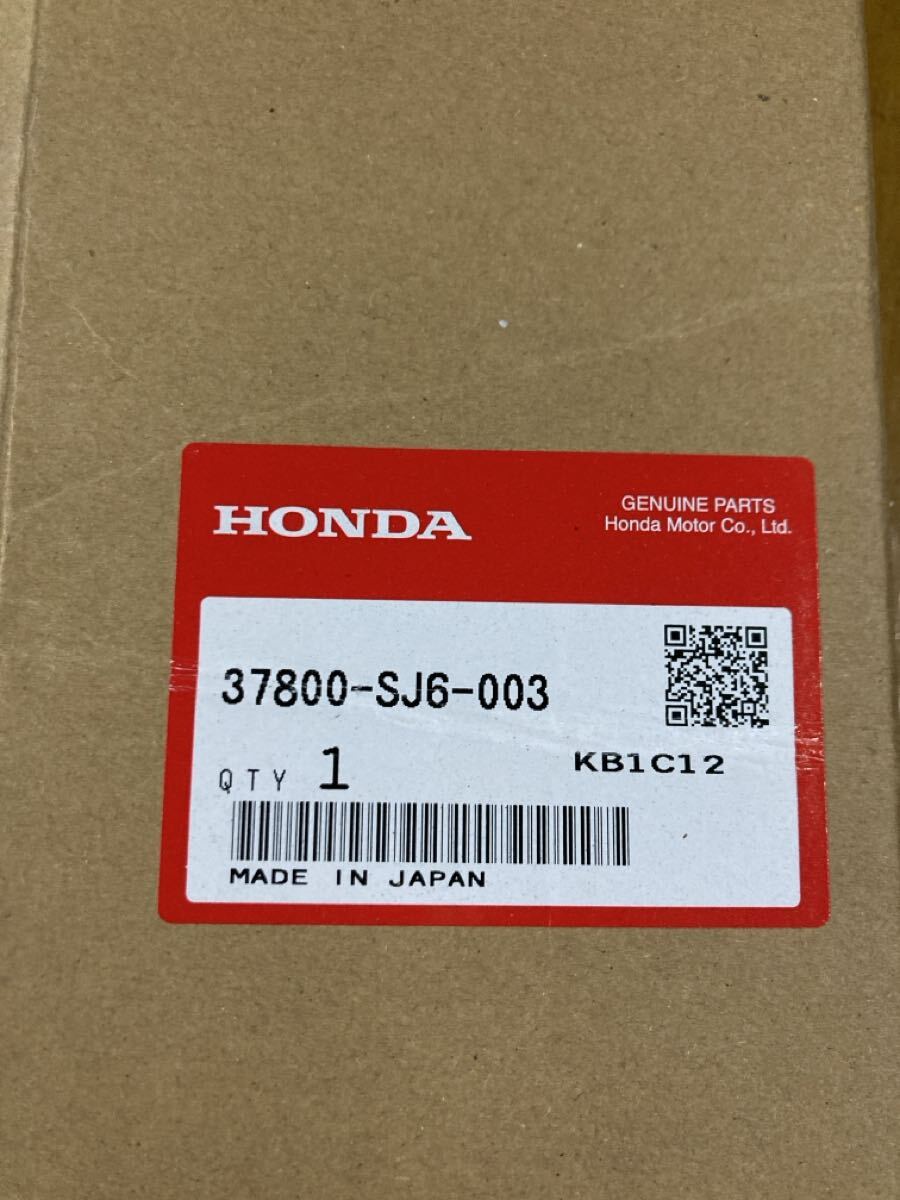 HONDA
GENUINE PARTS
Honda Motor Co., Ltd.
37800-SJ6-003
QTY 1
KB1C12
MADE IN JAPAN